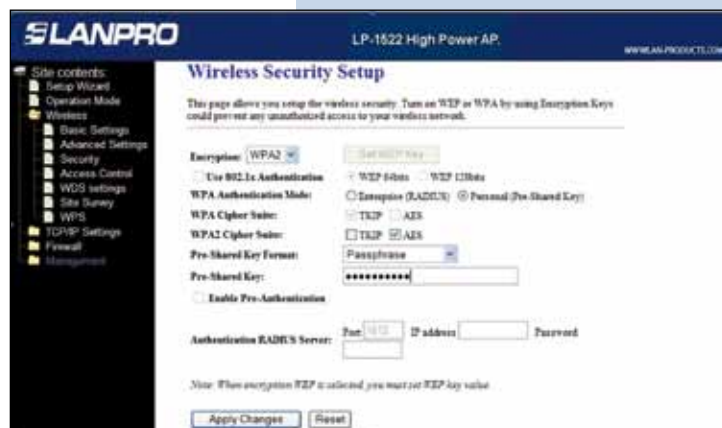 LANPRO
LP-1522 High Power AP.
WWW.LAN-PRODUCTS.COM
Site contents:
Setup Wizard
Operation Mode
Wireless
Basic Settings
Advanced Settings
Security
Access Control
WDS settings
Site Survey
WPS
TCP/IP Settings
Firewall
Management
Wireless Security Setup
This page allows you setup the wireless security. Turn on WEP or WPA by using Encryption Keys
could prevent any unauthorized access to your wireless network.
Encryption: WPA2 Set WEP Key
Use 802.1x Authentication WEP 64bits WEP 128bits
WPA Authentication Mode: Enterprise (RADIUS) Personal (Pre-Shared Key)
WPA Cipher Suite: TKIP AES
WPA2 Cipher Suite: TKIP AES
Pre-Shared Key Format: Passphrase
Pre-Shared Key: ••••••••••
Enable Pre-Authentication
Authentication RADIUS Server: Port 1812 IP address Password
Note: When encryption WEP is selected, you must set WEP key value.
Apply Changes Reset